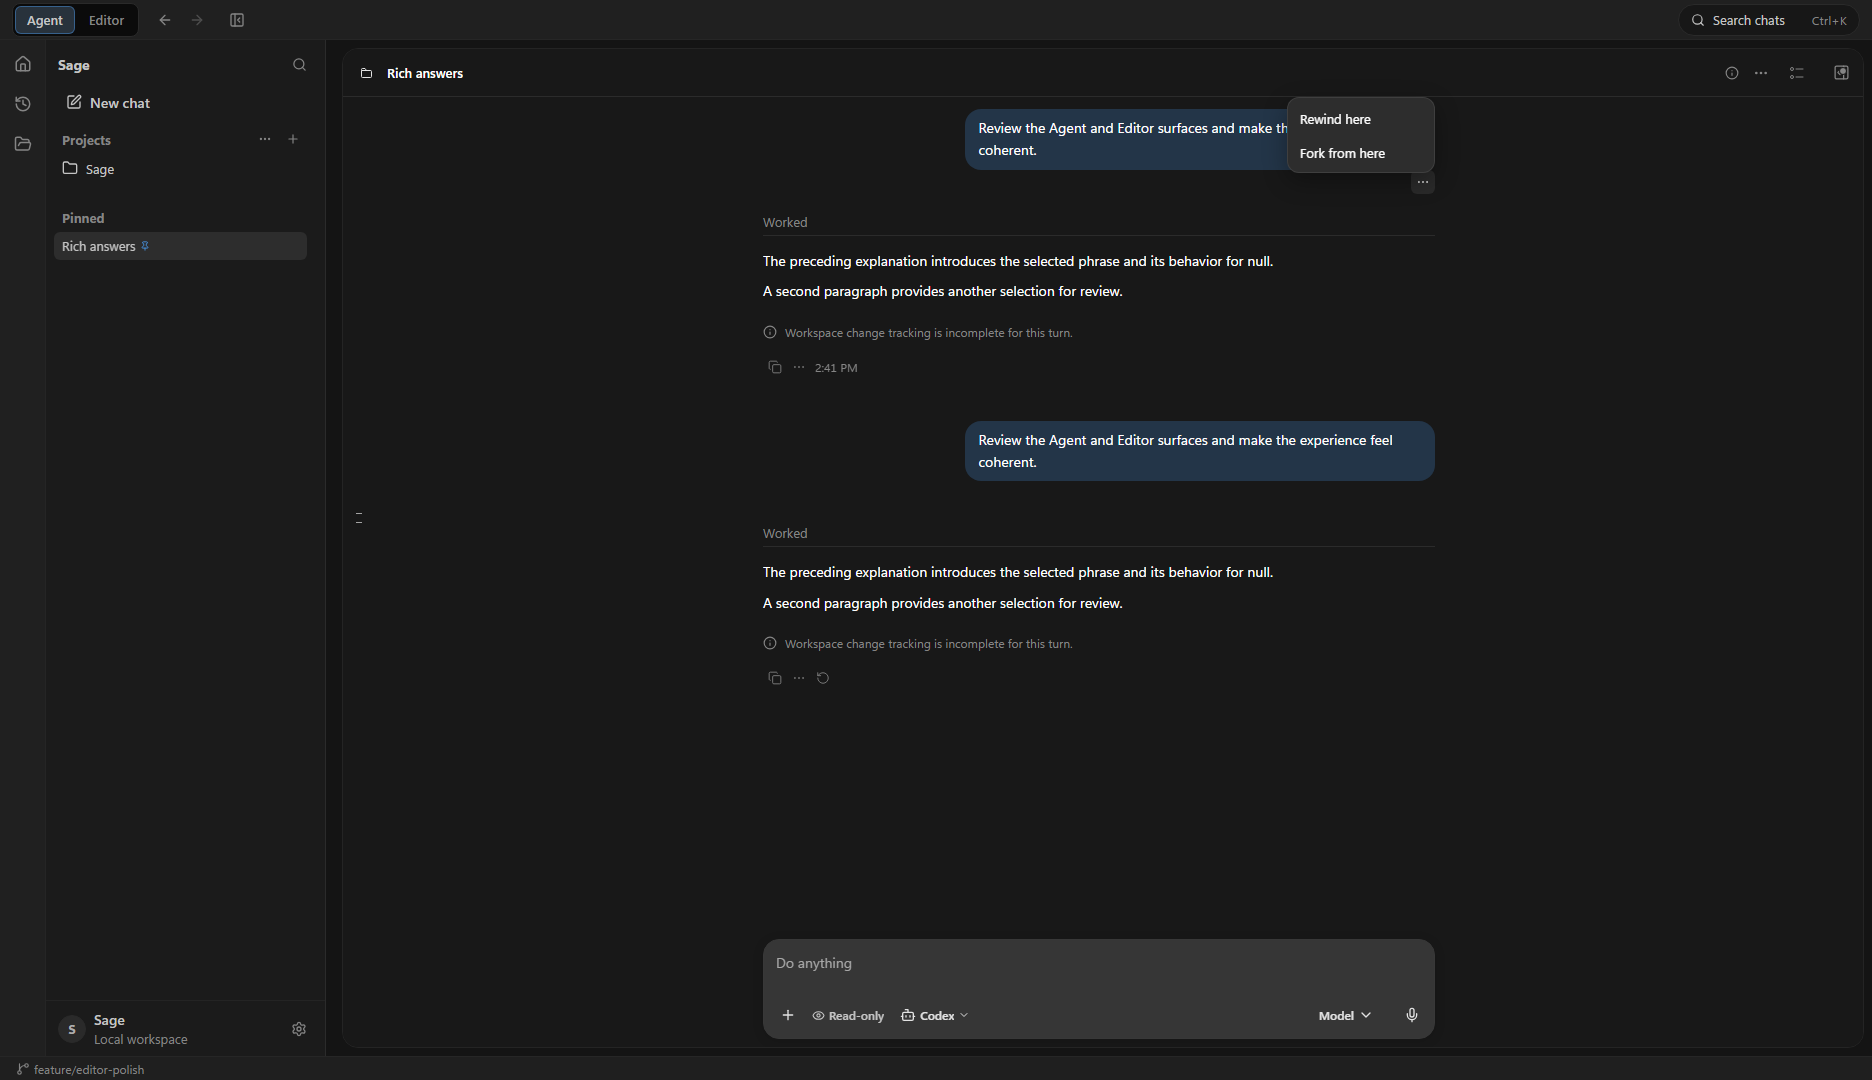 Agent
Editor
Search chats
Ctrl+K
Sage
New chat
Projects
Sage
Pinned
Rich answers
Sage
S
Local workspace
feature/editor-polish
Rich answers
Review the Agent and Editor surfaces and make th
coherent.
Rewind here
Fork from here
Worked
The preceding explanation introduces the selected phrase and its behavior for null.
A second paragraph provides another selection for review.
Workspace change tracking is incomplete for this turn.
2:41 PM
Review the Agent and Editor surfaces and make the experience feel
coherent.
Worked
The preceding explanation introduces the selected phrase and its behavior for null.
A second paragraph provides another selection for review.
Workspace change tracking is incomplete for this turn.
Do anything
Read-only
Codex
Model